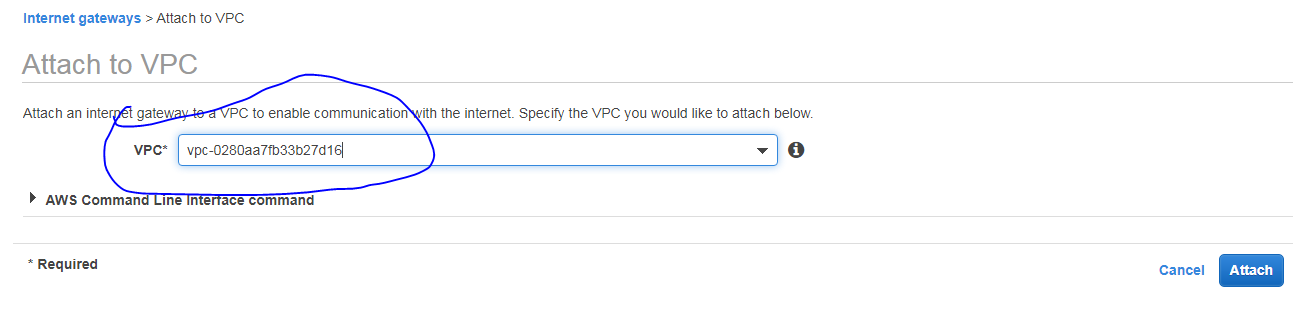 Internet gateways > Attach to VPC
Attach to VPC
Attach an internet gateway to a VPC to enable communication with the internet. Specify the VPC you would like to attach below.
VPC* vpc-0280aa7fb33b27d16
AWS Command Line Interface command
* Required
Cancel Attach